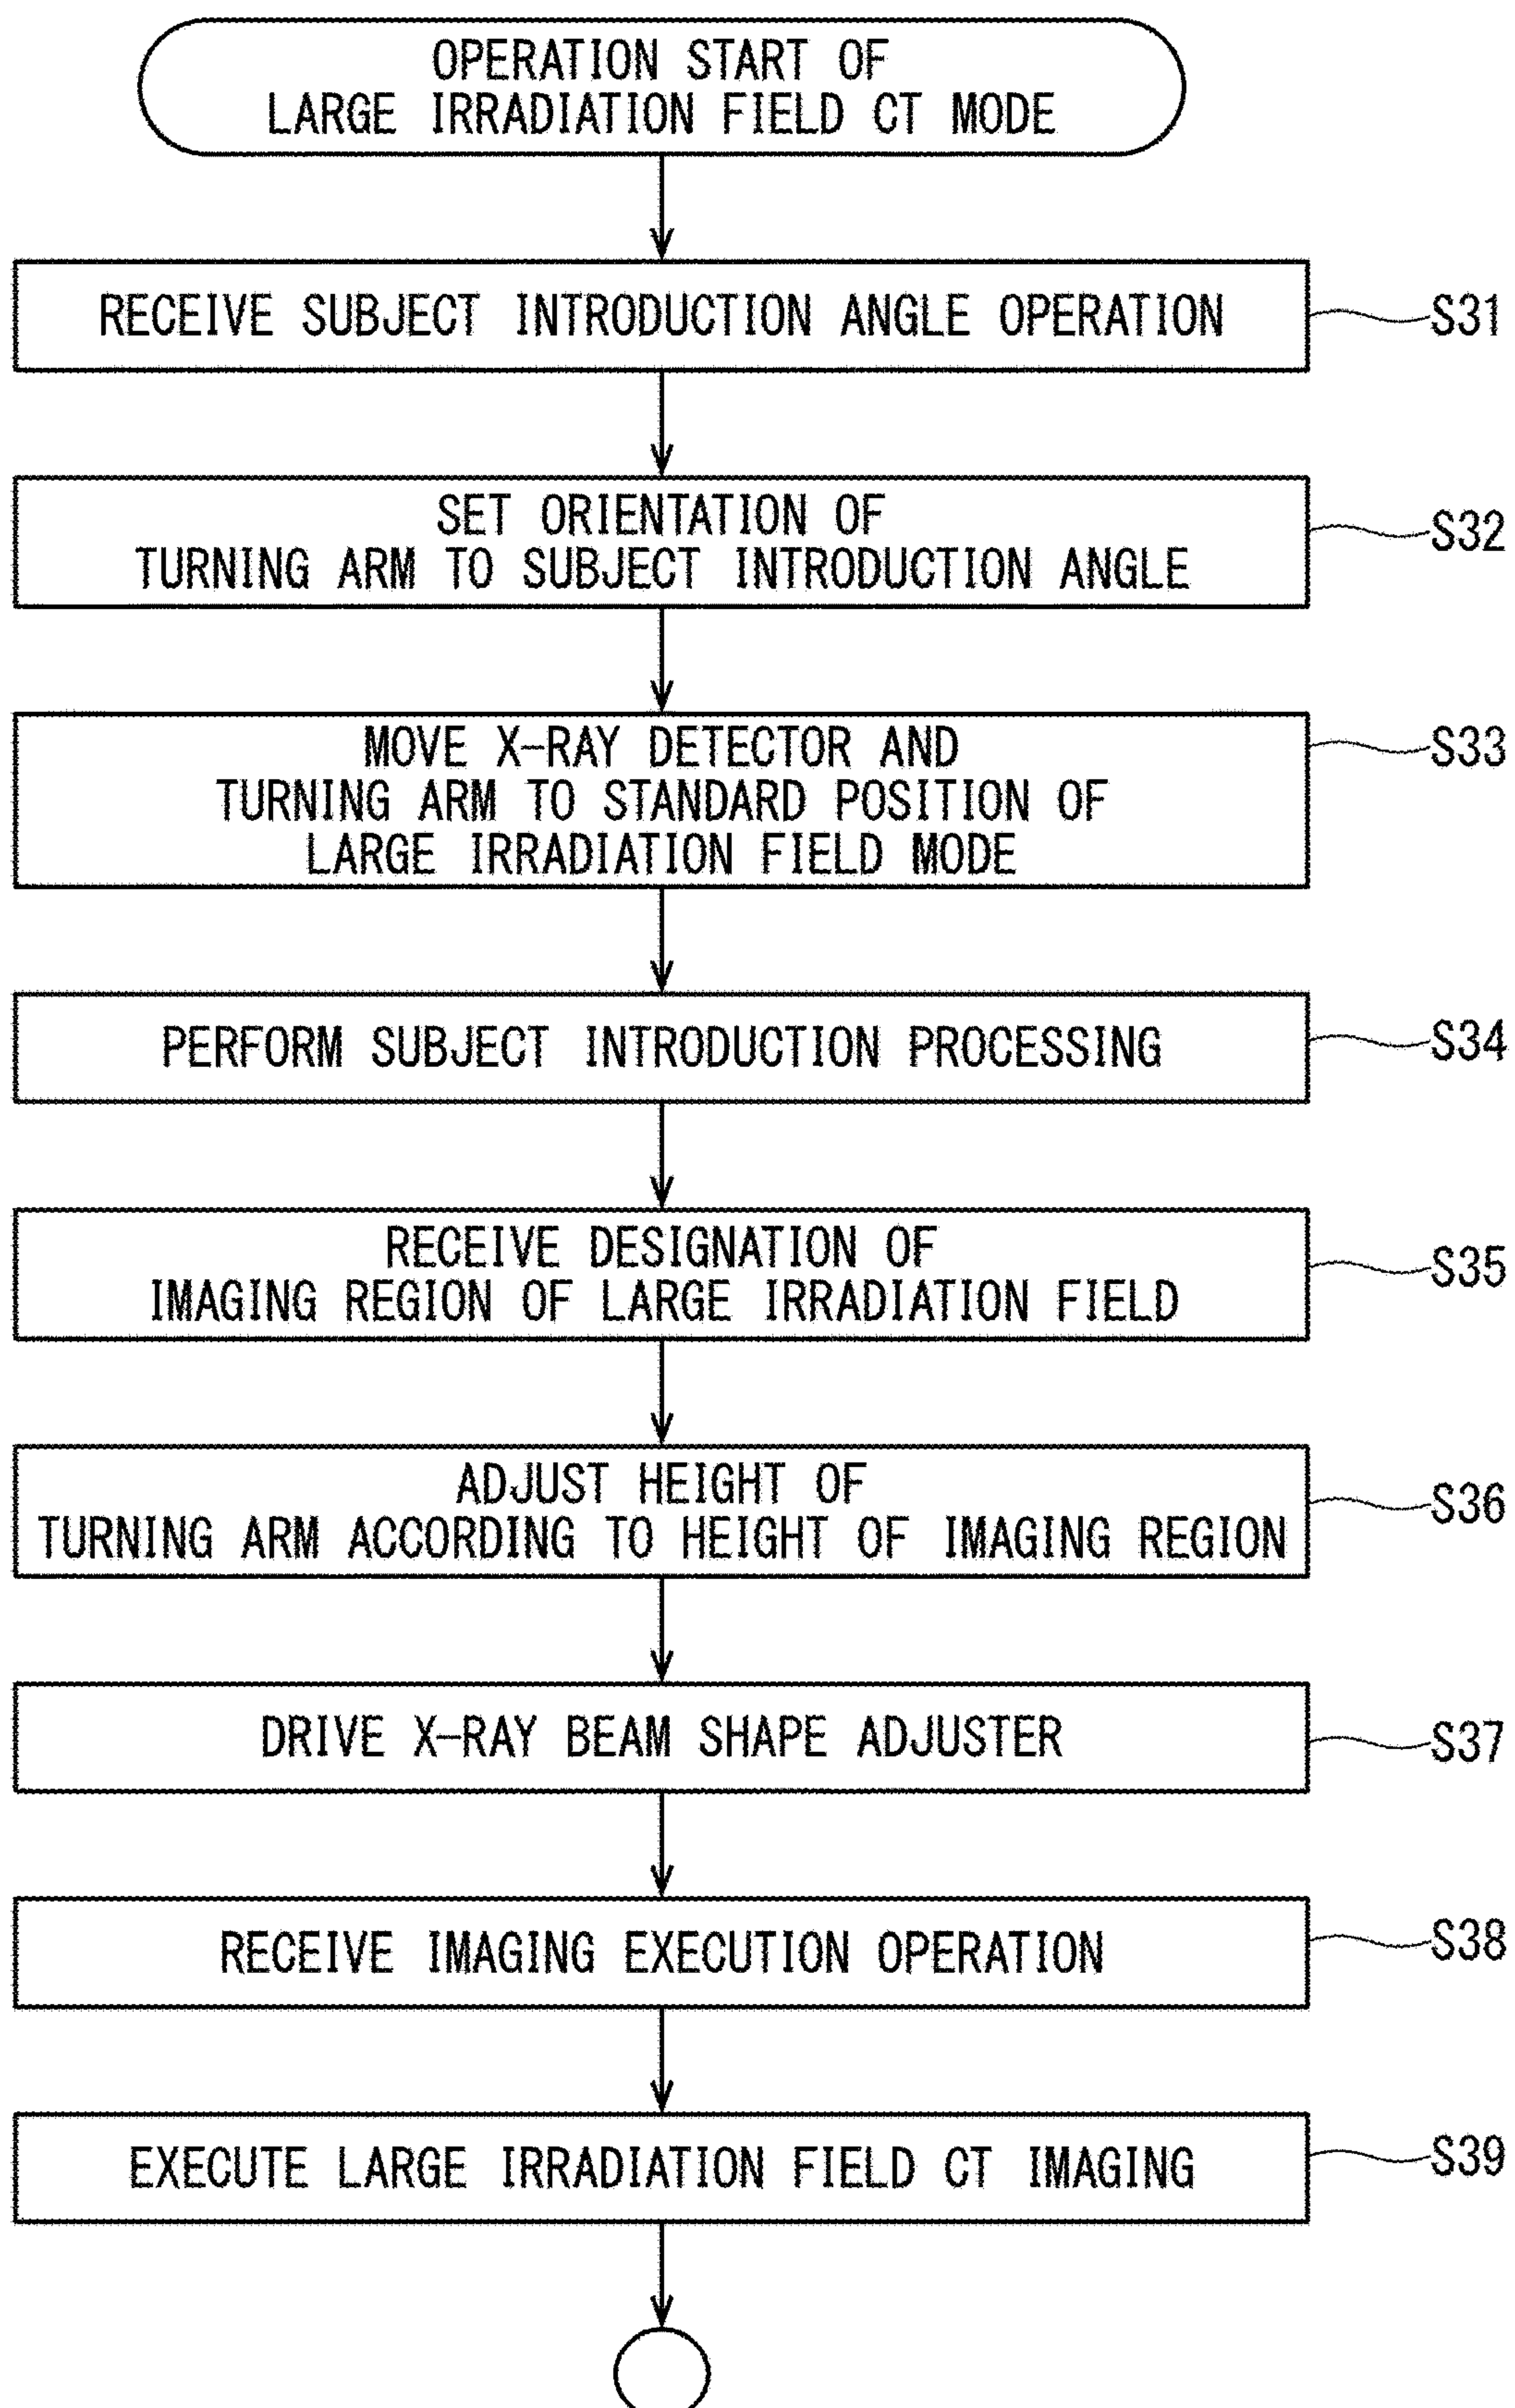 OPERATION START OF
LARGE IRRADIATION FIELD CT MODE
RECEIVE SUBJECT INTRODUCTION ANGLE OPERATION
S31
SET ORIENTATION OF
TURNING ARM TO SUBJECT INTRODUCTION ANGLE
S32
MOVE X-RAY DETECTOR AND
TURNING ARM TO STANDARD POSITION OF
LARGE IRRADIATION FIELD MODE
S33
PERFORM SUBJECT INTRODUCTION PROCESSING
S34
RECEIVE DESIGNATION OF
IMAGING REGION OF LARGE IRRADIATION FIELD
S35
ADJUST HEIGHT OF
TURNING ARM ACCORDING TO HEIGHT OF IMAGING REGION
S36
DRIVE X-RAY BEAM SHAPE ADJUSTER
S37
RECEIVE IMAGING EXECUTION OPERATION
S38
EXECUTE LARGE IRRADIATION FIELD CT IMAGING
S39